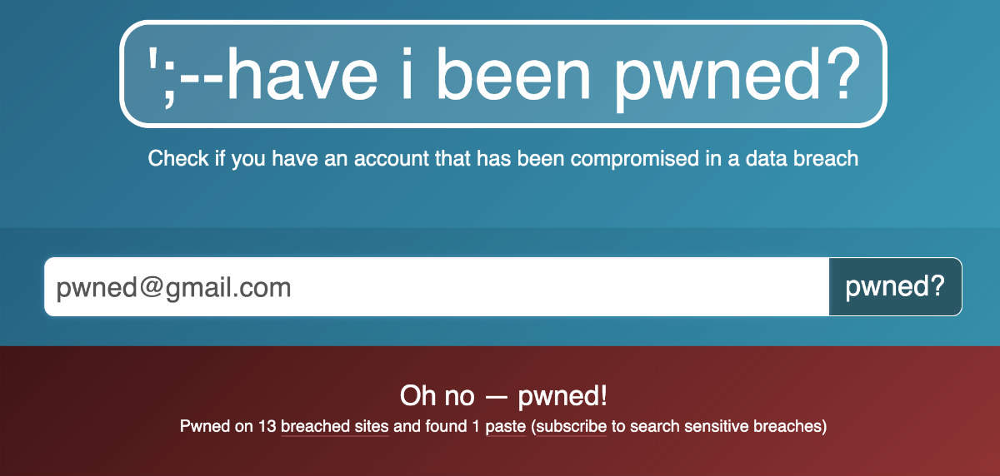 ';--have i been pwned?
Check if you have an account that has been compromised in a data breach
pwned@gmail.com
pwned?
Oh no — pwned!
Pwned on 13 breached sites and found 1 paste (subscribe to search sensitive breaches)